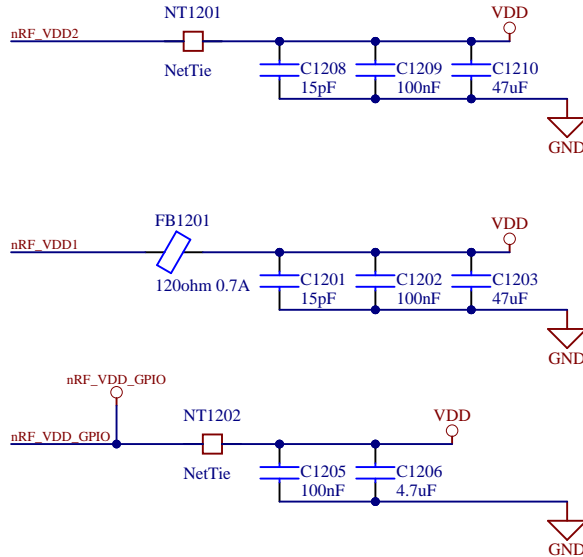 NT1201
VDD
nRF_VDD2
NetTie
C1208
15pF
C1209
100nF
C1210
47uF
GND
FB1201
VDD
nRF_VDD1
120ohm 0.7A
C1201
15pF
C1202
100nF
C1203
47uF
GND
nRF_VDD_GPIO
NT1202
VDD
nRF_VDD_GPIO
NetTie
C1205
100nF
C1206
4.7uF
GND